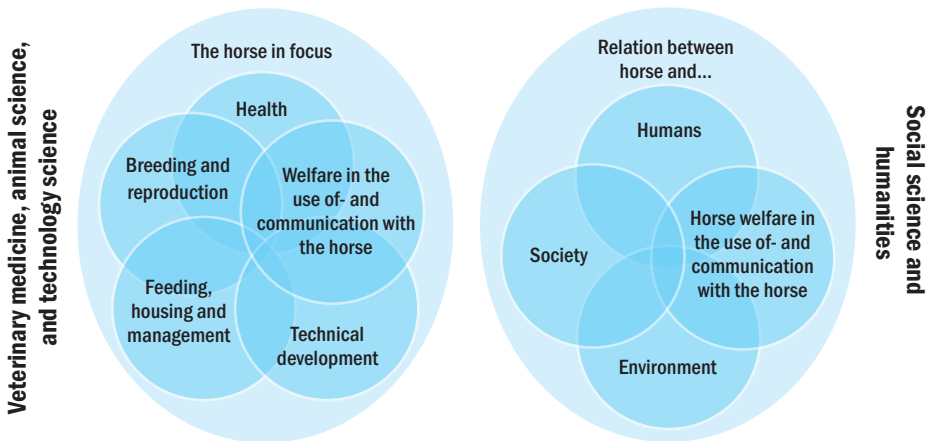 Veterinary medicine, animal science,
and technology science
The horse in focus
Health
Breeding and
reproduction
Welfare in the
use of- and
communication with
the horse
Feeding,
housing and
management
Technical
development
Relation between
horse and...
Humans
Society
Horse welfare in
the use of- and
communication
with the horse
Environment
Social science and
humanities